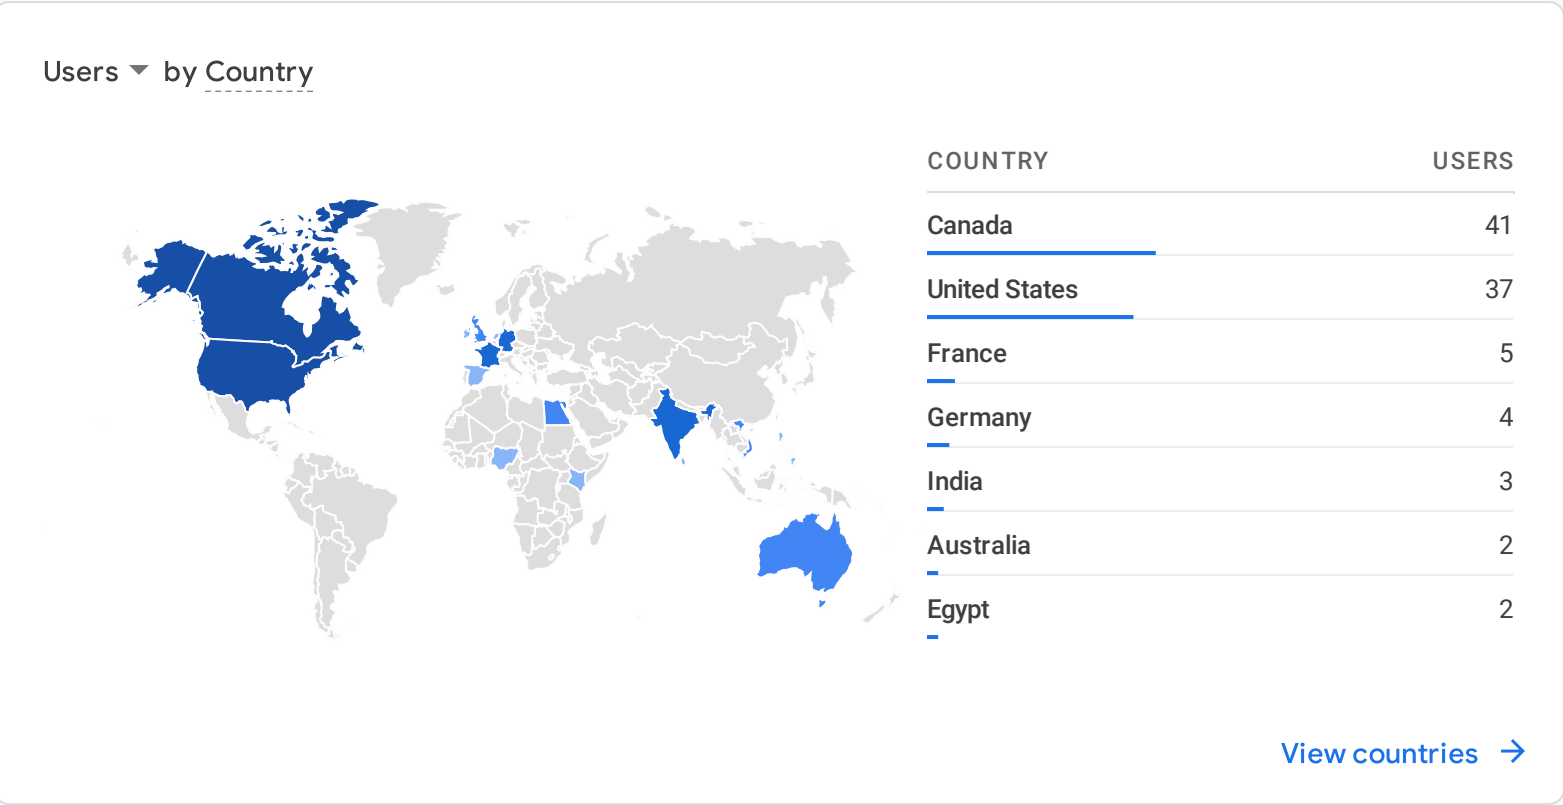 Users by Country
COUNTRY USERS
Canada 41
United States 37
France 5
Germany 4
India 3
Australia 2
Egypt 2
View countries